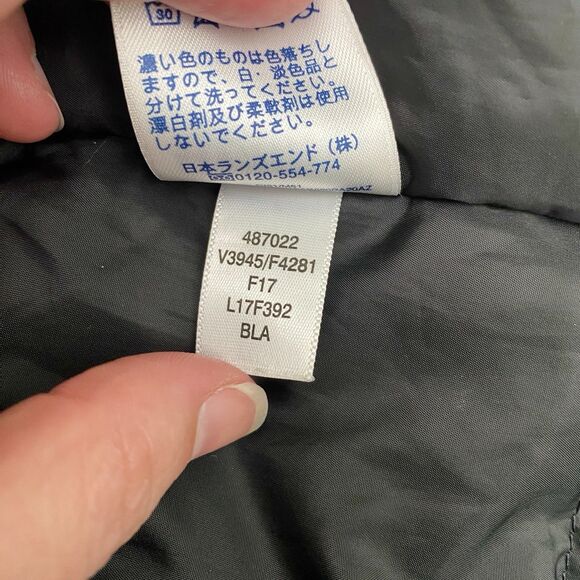 30
濃い色のものは色落ちし
ますので、白・淡色品と
分けて洗ってください。
漂白剤及び柔軟剤は使用
しないでください。
日本ランズエンド（株）
0120-554-774
487022
V3945/F4281
F17
L17F392
BLA